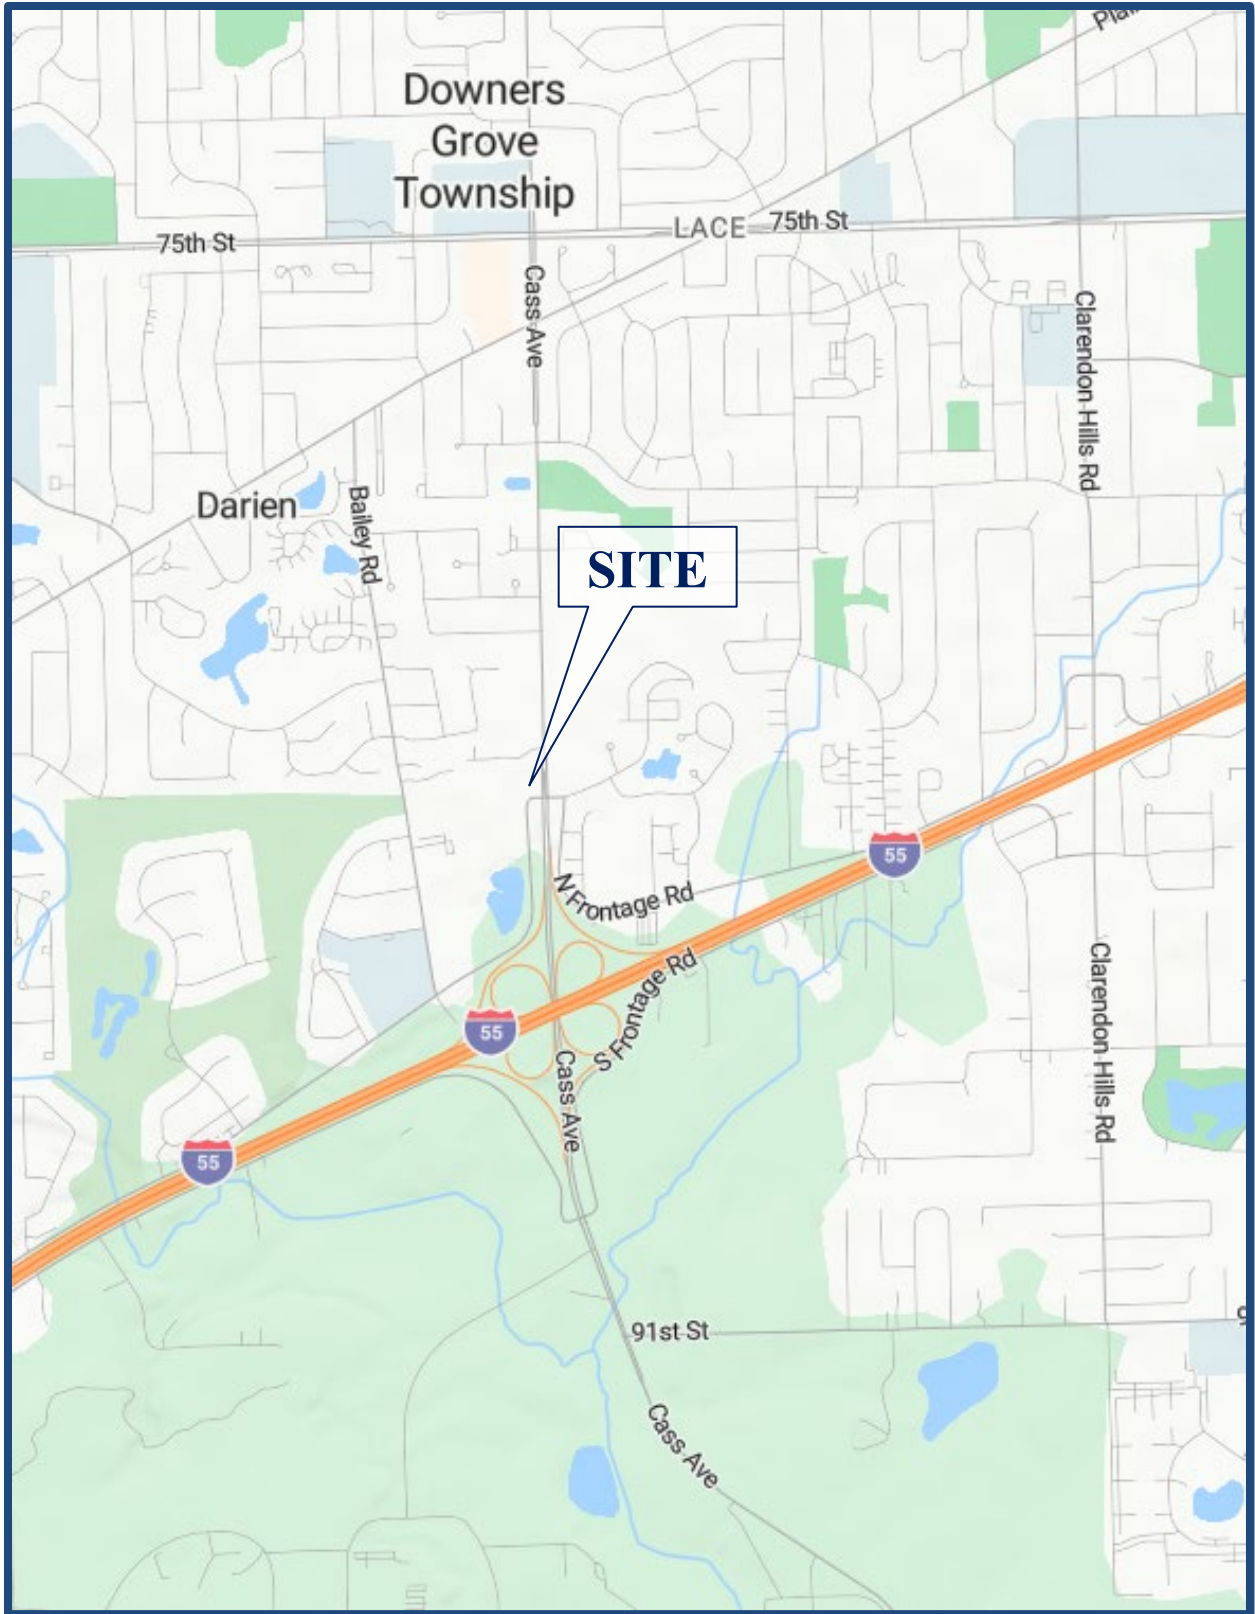 Downers
Grove
Township
75th St
LACE
75th St
Cass Ave
Clarendon Hills Rd
Darien
Bailey Rd
SITE
55
N Frontage Rd
S Frontage Rd
55
Cass Ave
Clarendon Hills Rd
55
91st St
Cass Ave